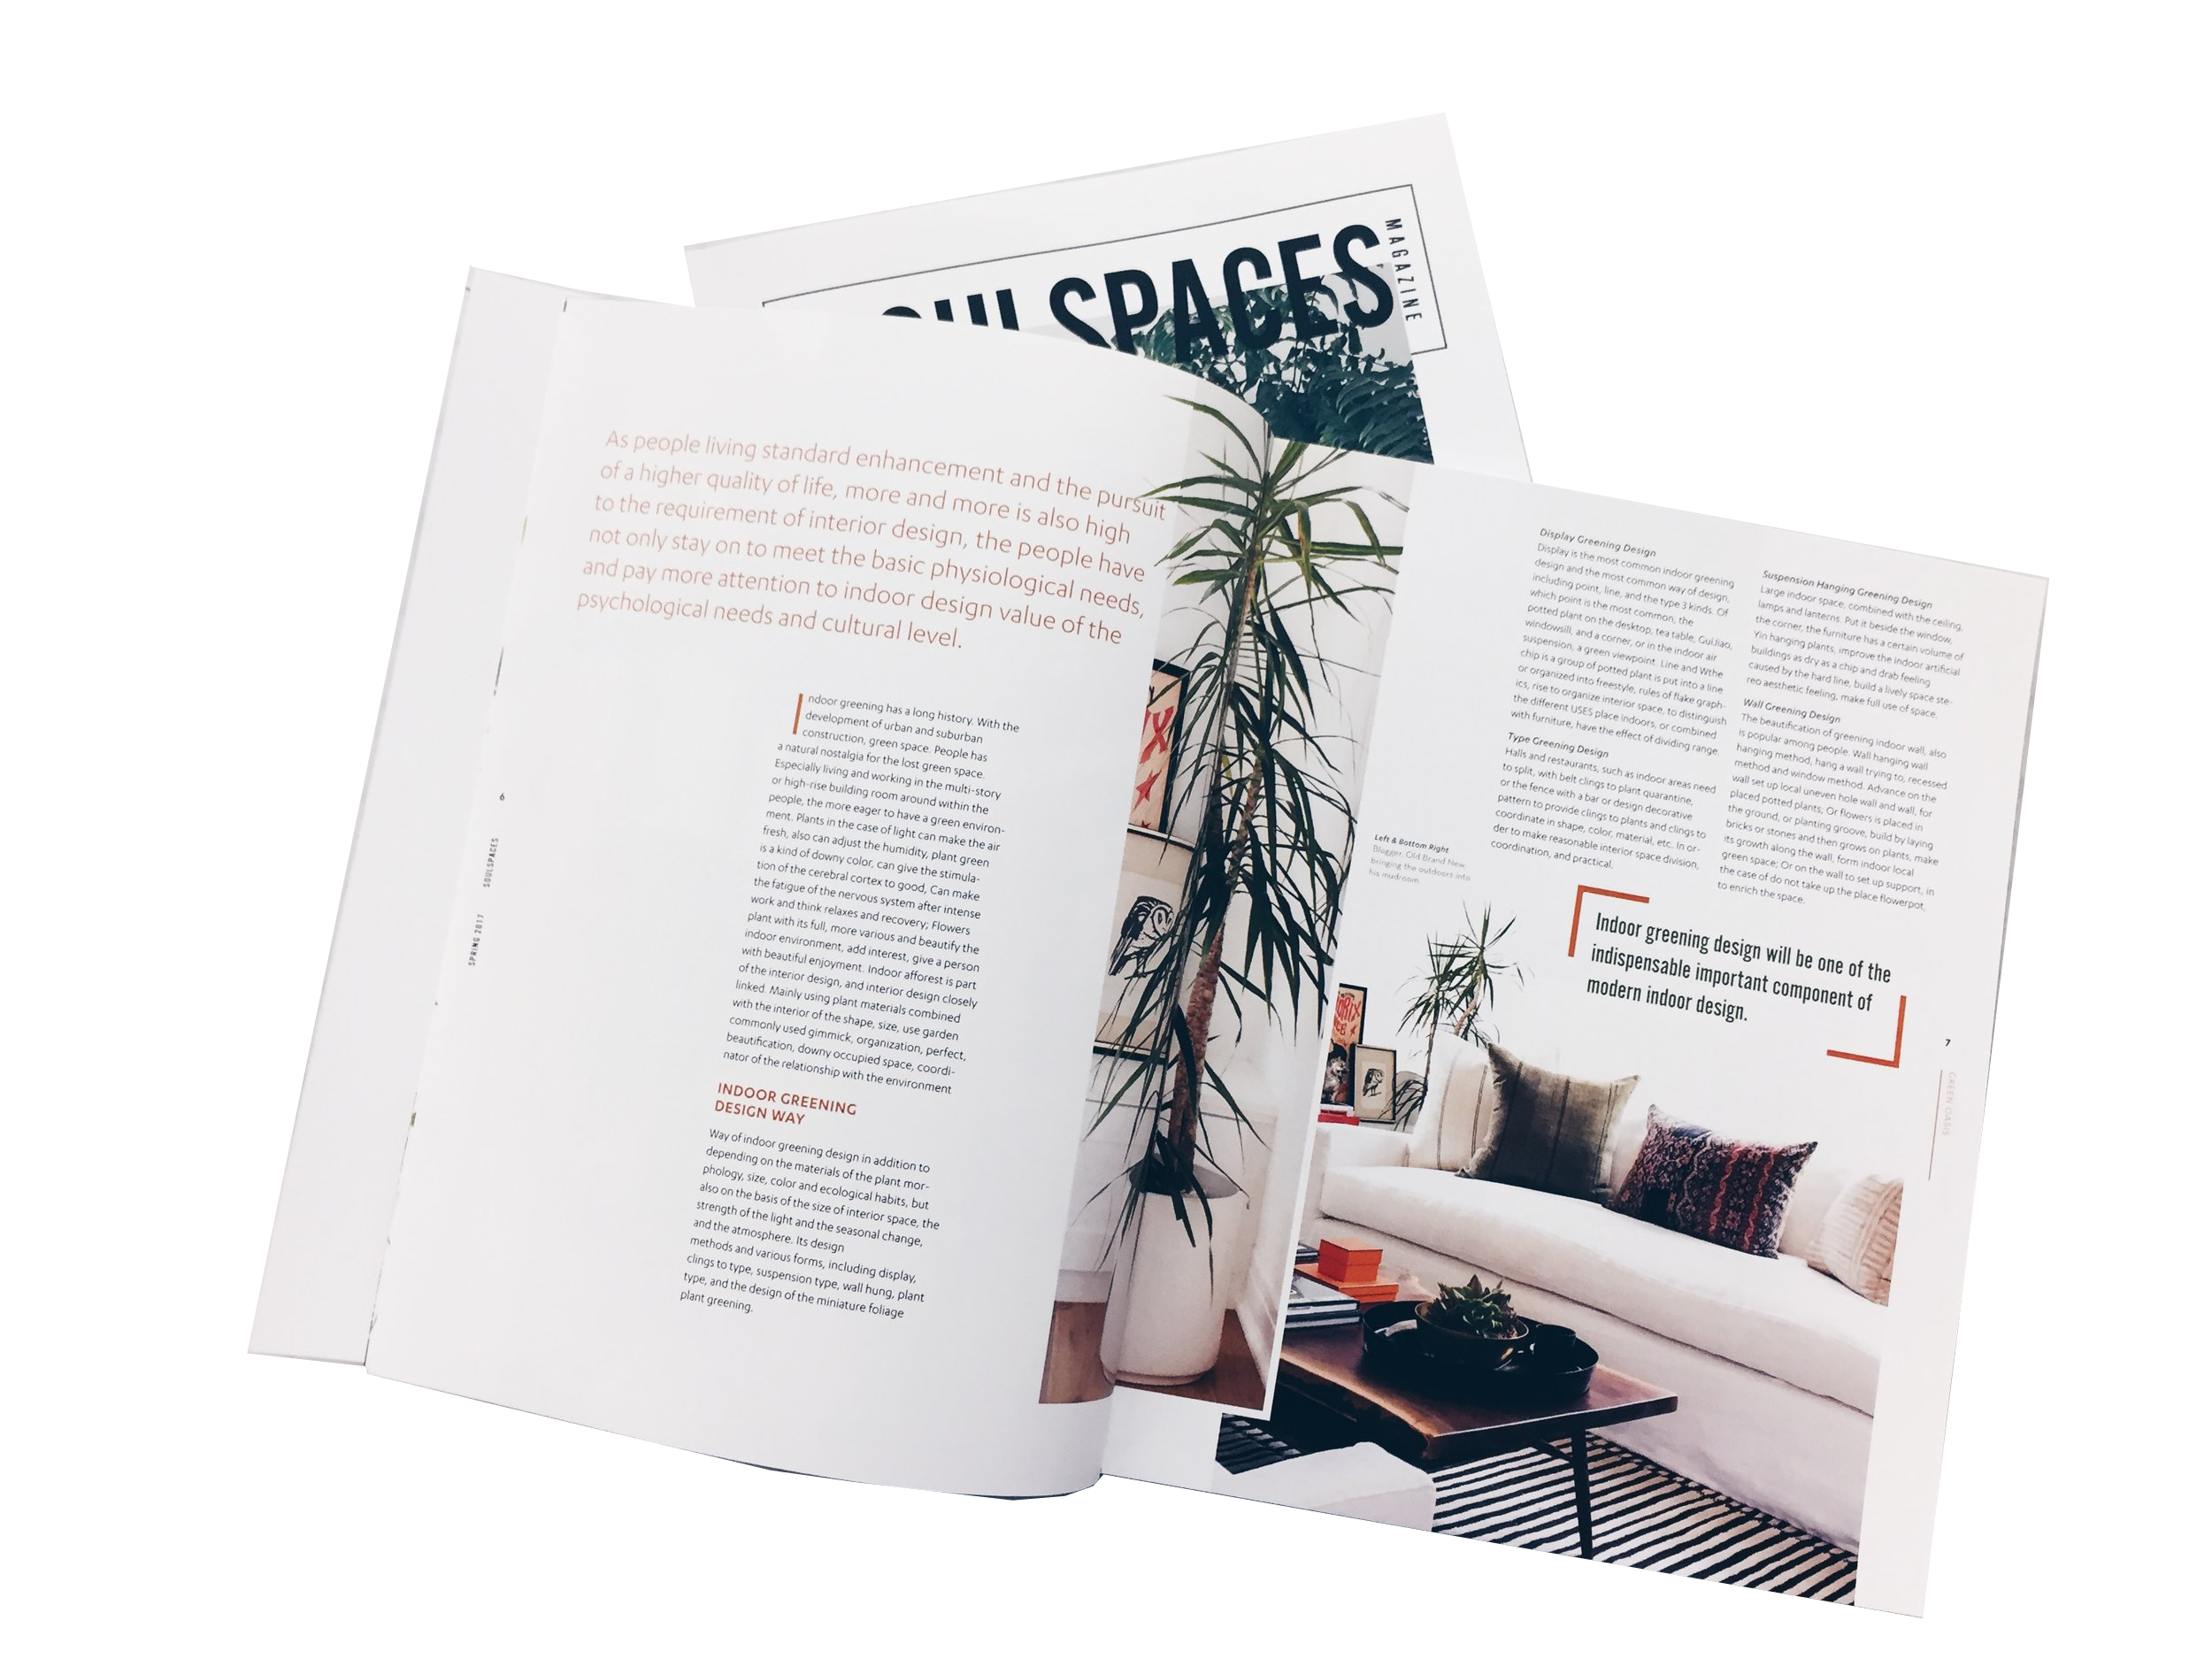 SOULSPACES
MAGAZINE
As people living standard enhancement and the pursuit
of a higher quality of life, more and more is also high
to the requirement of interior design, the people have
not only stay on to meet the basic physiological needs,
and pay more attention to indoor design value of the
psychological needs and cultural level.
Indoor greening has a long history. With the
development of urban and suburban
construction, green space. People has
a natural nostalgia for the lost green space.
Especially living and working in the multi-story
or high-rise building room around within the
people, the more eager to have a green environ-
ment. Plants in the case of light can make the air
fresh, also can adjust the humidity, plant green
is a kind of downy color, can give the stimula-
tion of the cerebral cortex to good, Can make
the fatigue of the nervous system after intense
work and think relaxes and recovery; Flowers
plant with its full, more various and beautify the
indoor environment, add interest, give a person
with beautiful enjoyment. Indoor afforest is part
of the interior design, and interior design closely
linked. Mainly using plant materials combined
with the interior of the shape, size, use garden
commonly used gimmick, organization, perfect,
beautification, downy occupied space, coordi-
nator of the relationship with the environment
INDOOR GREENING
DESIGN WAY
Way of indoor greening design in addition to
depending on the materials of the plant mor-
phology, size, color and ecological habits, but
also on the basis of the size of interior space, the
strength of the light and the seasonal change,
and the atmosphere. Its design
methods and various forms, including display,
clings to type, suspension type, wall hung, plant
type, and the design of the miniature foliage
plant greening.
6
SOULSPACES
SPRING 2017
Left & Bottom Right
Blogger, Old Brand New
bringing the outdoors into
his mudroom.
Display Greening Design
Display is the most common indoor greening
design and the most common way of design,
including point, line, and the type 3 kinds. Of
which point is the most common, the
potted plant on the desktop, tea table, GuiJiao,
windowsill, and a corner, or in the indoor air
suspension, a green viewpoint. Line and Wthe
chip is a group of potted plant is put into a line
or organized into freestyle, rules of flake graph-
ics, rise to organize interior space, to distinguish
the different USES place indoors, or combined
with furniture, have the effect of dividing range.
Type Greening Design
Halls and restaurants, such as indoor areas need
to split, with belt clings to plant quarantine,
or the fence with a bar or design decorative
pattern to provide clings to plants and clings to
coordinate in shape, color, material, etc. In or-
der to make reasonable interior space division,
coordination, and practical.
Suspension Hanging Greening Design
Large indoor space, combined with the ceiling,
lamps and lanterns. Put it beside the window,
the corner, the furniture has a certain volume of
Yin hanging plants, improve the indoor artificial
buildings as dry as a chip and drab feeling
caused by the hard line, build a lively space ste-
reo aesthetic feeling, make full use of space.
Wall Greening Design
The beautification of greening indoor wall, also
is popular among people. Wall hanging wall
hanging method, hang a wall trying to, recessed
method and window method. Advance on the
wall set up local uneven hole wall and wall, for
placed potted plants; Or flowers is placed in
the ground, or planting groove, build by laying
bricks or stones and then grows on plants, make
its growth along the wall, form indoor local
green space; Or on the wall to set up support, in
the case of do not take up the place flowerpot,
to enrich the space.
Indoor greening design will be one of the
indispensable important component of
modern indoor design.
7
GREEN OASIS